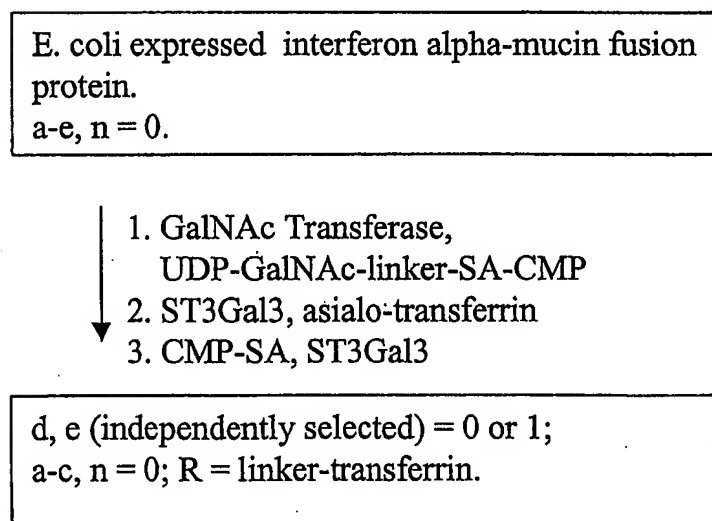 E. coli expressed interferon alpha-mucin fusion
protein.
a-e, n = 0.
1. GalNAc Transferase,
UDP-GalNAc-linker-SA-CMP
2. ST3Gal3, asialo-transferrin
3. CMP-SA, ST3Gal3
d, e (independently selected) = 0 or 1;
a-c, n = 0; R = linker-transferrin.